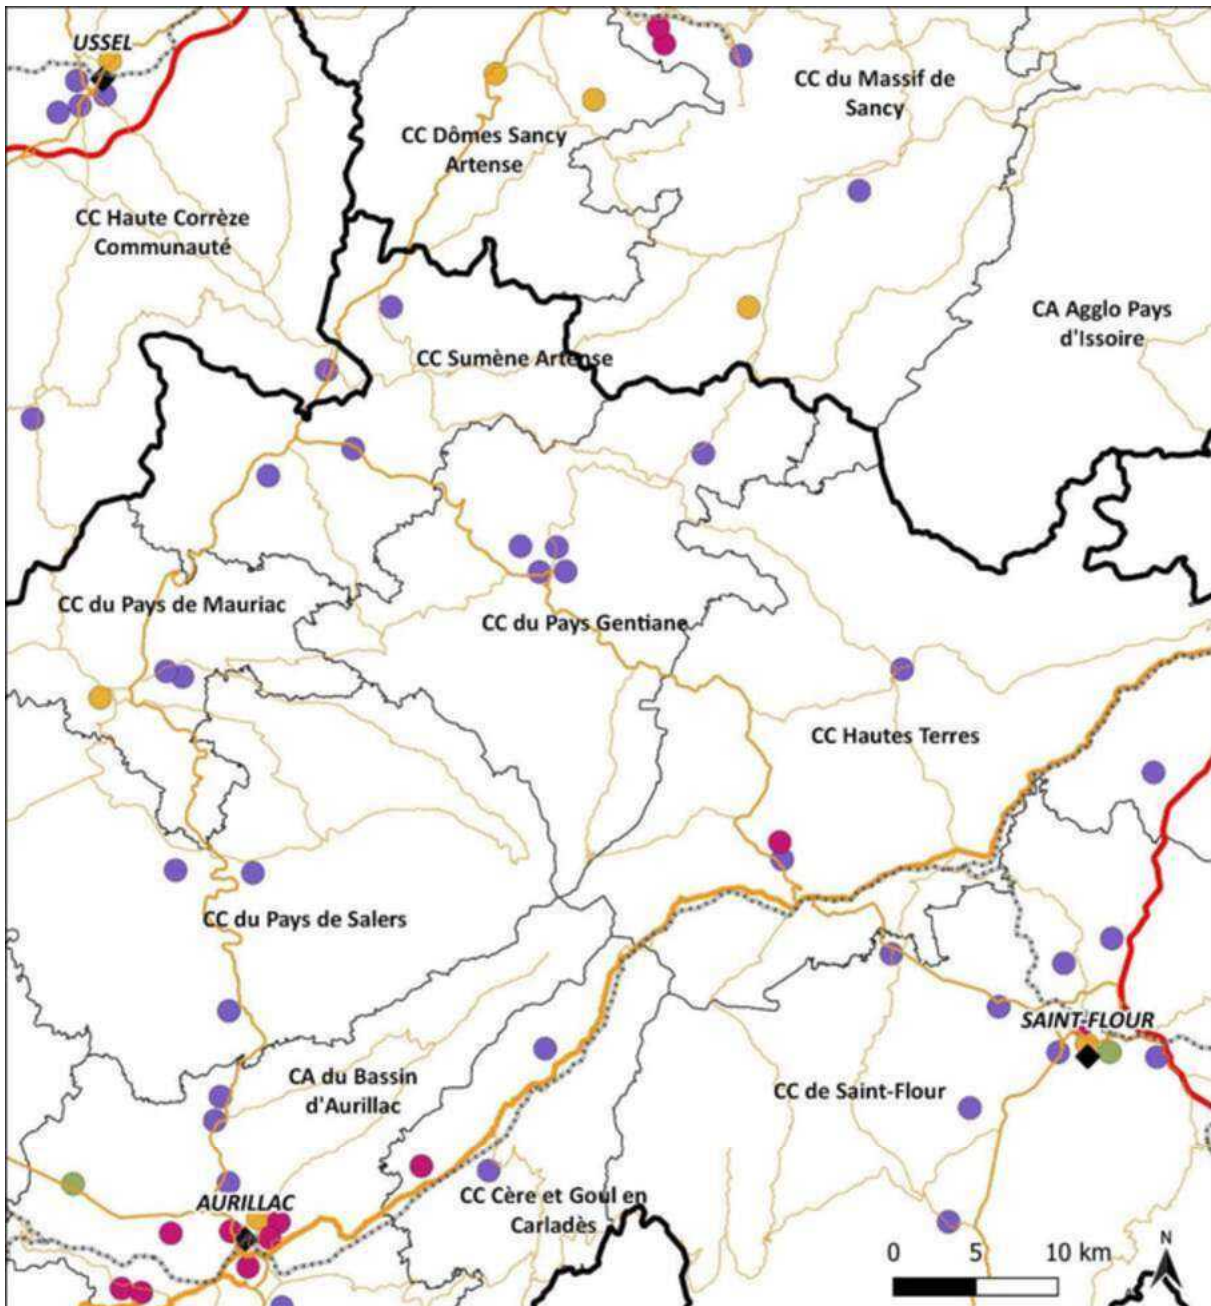 USSEL
CC du Massif de
Sancy
CC Dômes Sancy
Artense
CC Haute Corrèze
Communauté
CA Agglo Pays
d'Issoire
CC Sumène Artense
CC du Pays de Mauriac
CC du Pays Gentiane
CC Hautes Terres
CC du Pays de Salers
SAINT-FLOUR
CA du Bassin
d'Aurillac
CC de Saint-Flour
AURILLAC
CC Cère et Goul en
Carladès
N
0 5 10 km